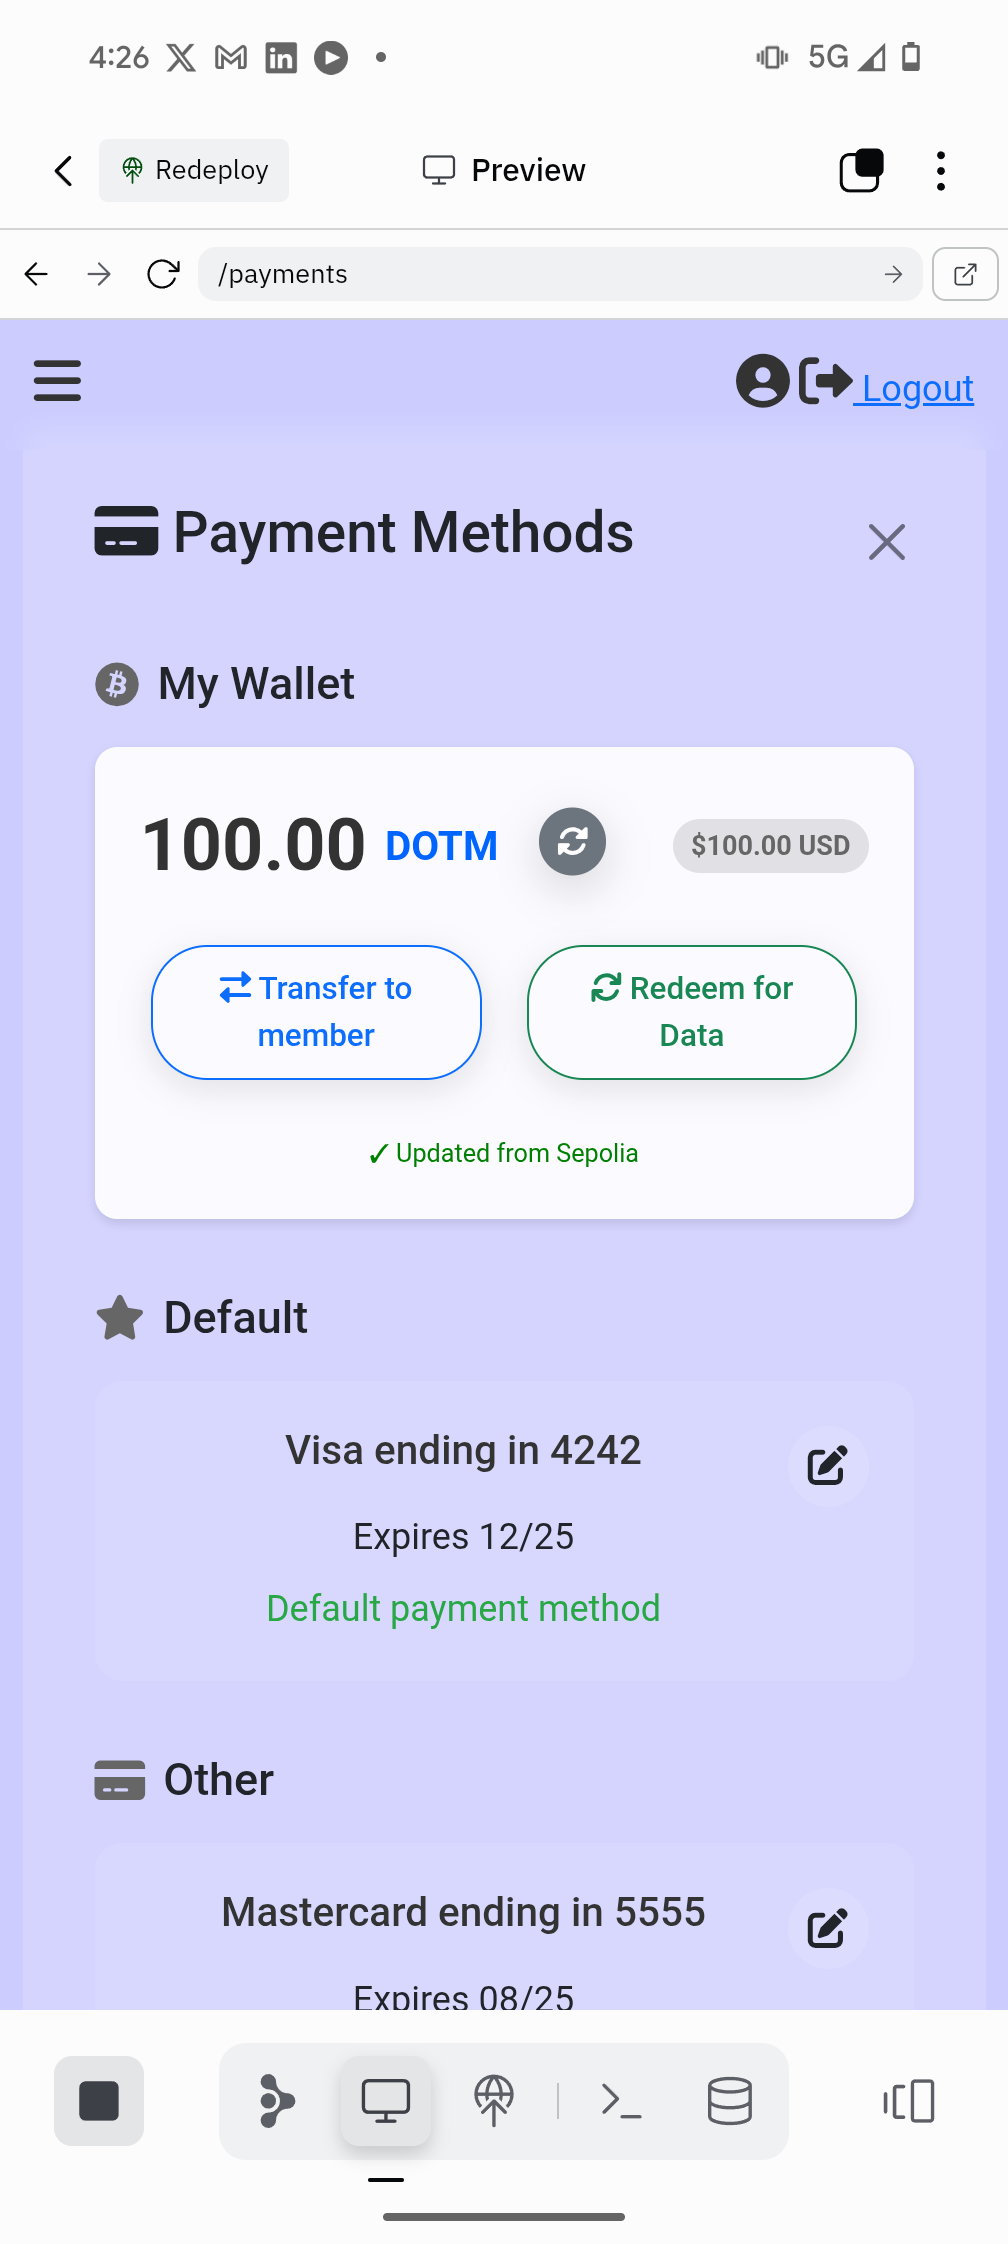 4:26
5G
Redeploy
Preview
/payments
Logout
Payment Methods
My Wallet
100.00 DOTM
$100.00 USD
Transfer to
member
Redeem for
Data
✓ Updated from Sepolia
Default
Visa ending in 4242
Expires 12/25
Default payment method
Other
Mastercard ending in 5555
Expires 08/25